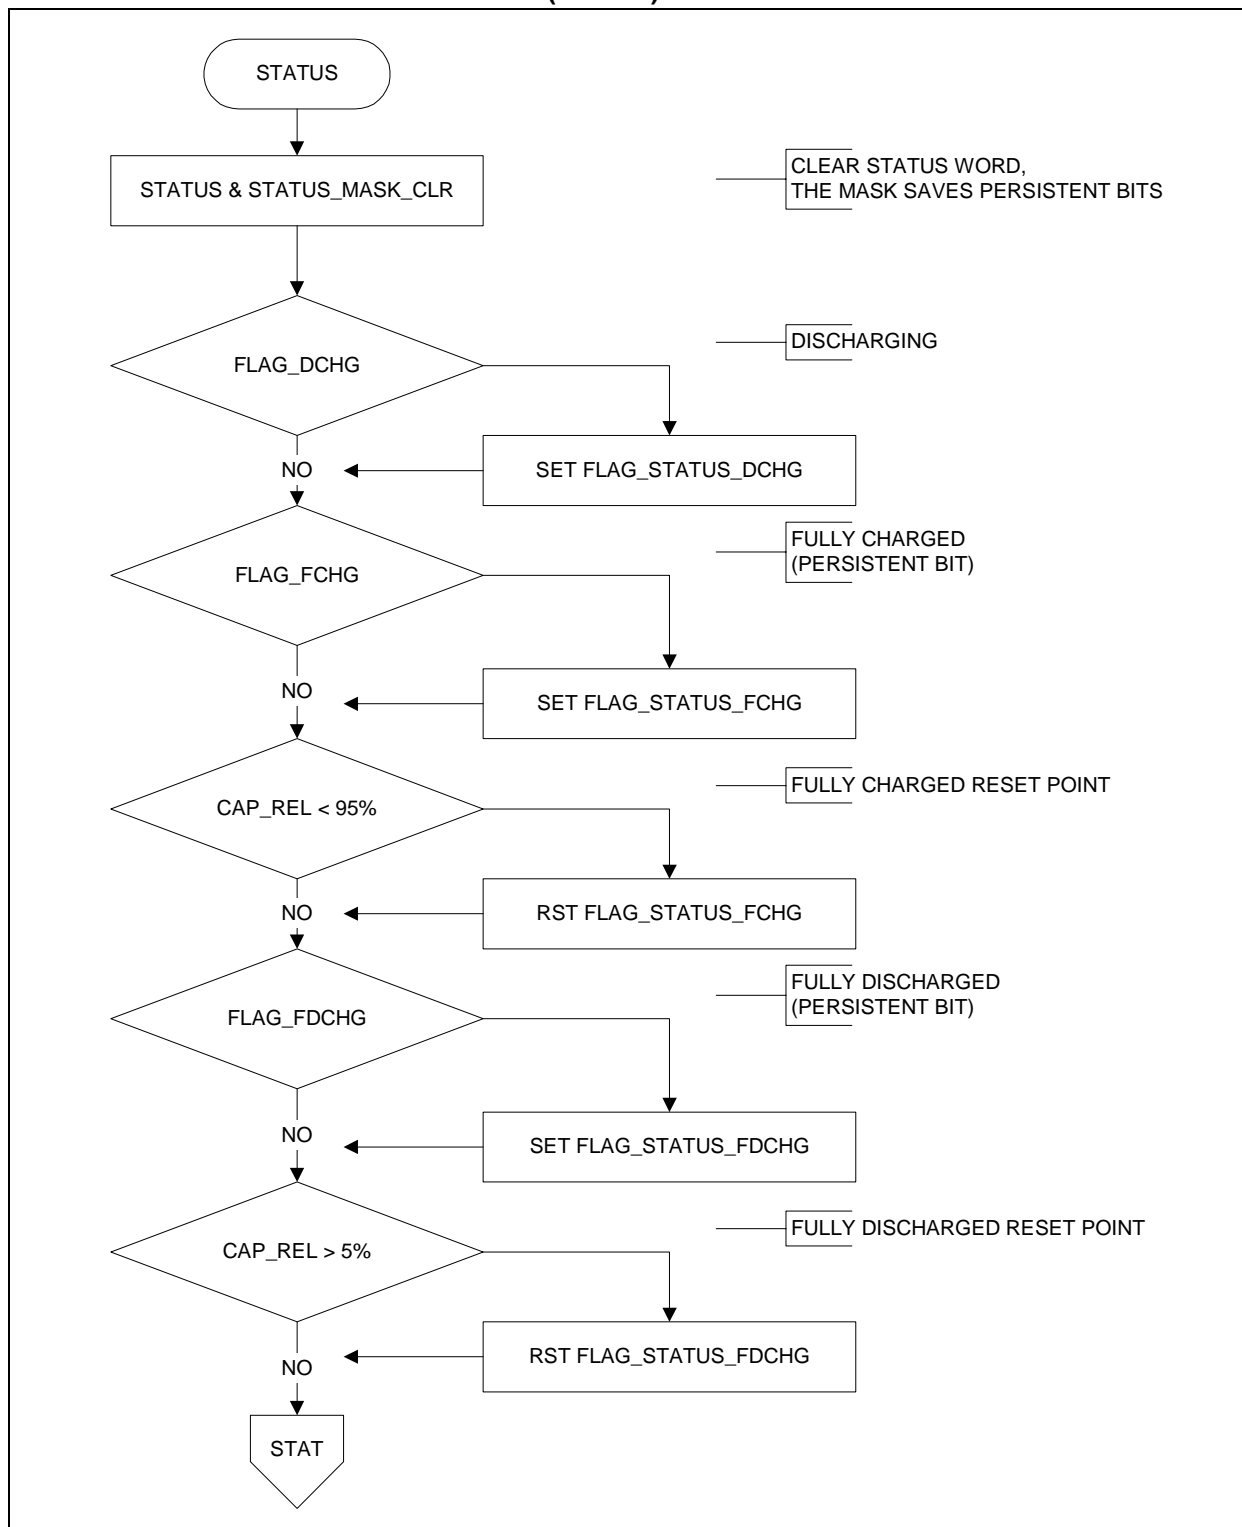 STATUS
STATUS & STATUS_MASK_CLR
CLEAR STATUS WORD,
THE MASK SAVES PERSISTENT BITS
FLAG_DCHG
DISCHARGING
NO
SET FLAG_STATUS_DCHG
FLAG_FCHG
FULLY CHARGED
(PERSISTENT BIT)
NO
SET FLAG_STATUS_FCHG
CAP_REL < 95%
FULLY CHARGED RESET POINT
NO
RST FLAG_STATUS_FCHG
FLAG_FDCHG
FULLY DISCHARGED
(PERSISTENT BIT)
NO
SET FLAG_STATUS_FDCHG
CAP_REL > 5%
FULLY DISCHARGED RESET POINT
NO
RST FLAG_STATUS_FDCHG
STAT